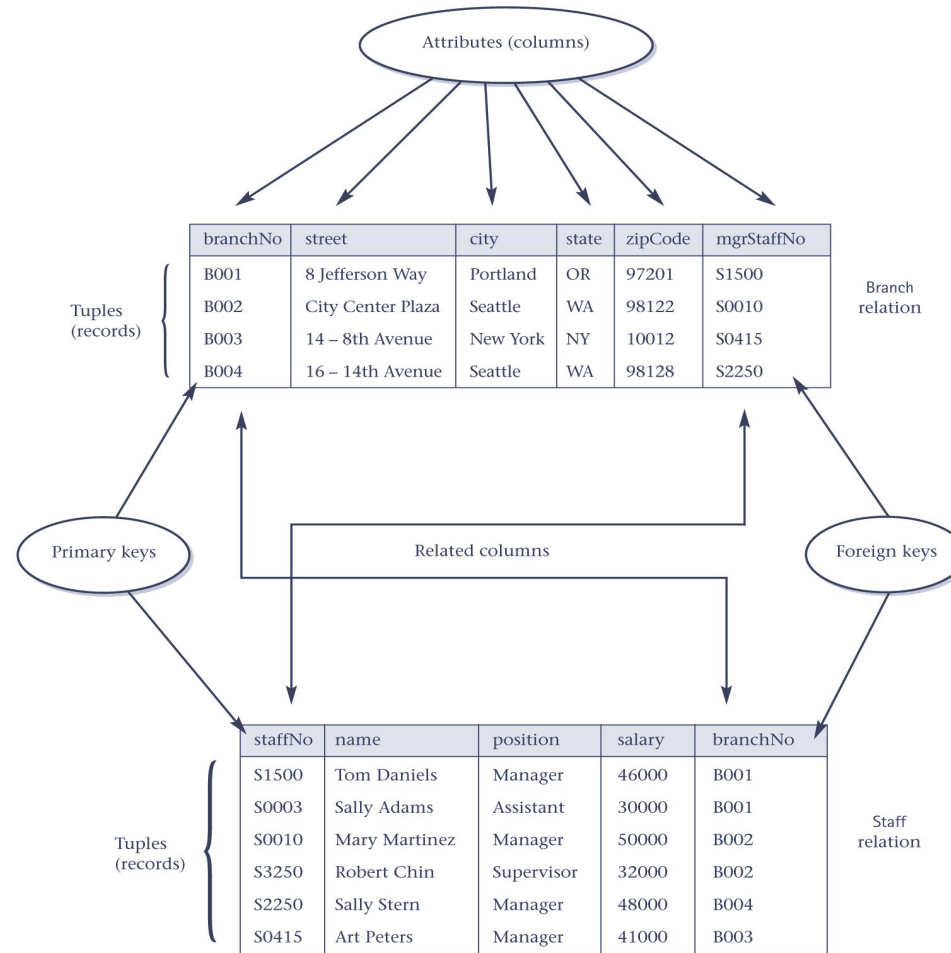 Attributes (columns)
branchNo street city state zipCode mgrStaffNo
B001 8 Jefferson Way Portland OR 97201 S1500
B002 City Center Plaza Seattle WA 98122 S0010
B003 14 – 8th Avenue New York NY 10012 S0415
B004 16 – 14th Avenue Seattle WA 98128 S2250
Tuples
(records)
Branch
relation
Primary keys
Related columns
Foreign keys
staffNo name position salary branchNo
S1500 Tom Daniels Manager 46000 B001
S0003 Sally Adams Assistant 30000 B001
S0010 Mary Martinez Manager 50000 B002
S3250 Robert Chin Supervisor 32000 B002
S2250 Sally Stern Manager 48000 B004
S0415 Art Peters Manager 41000 B003
Tuples
(records)
Staff
relation